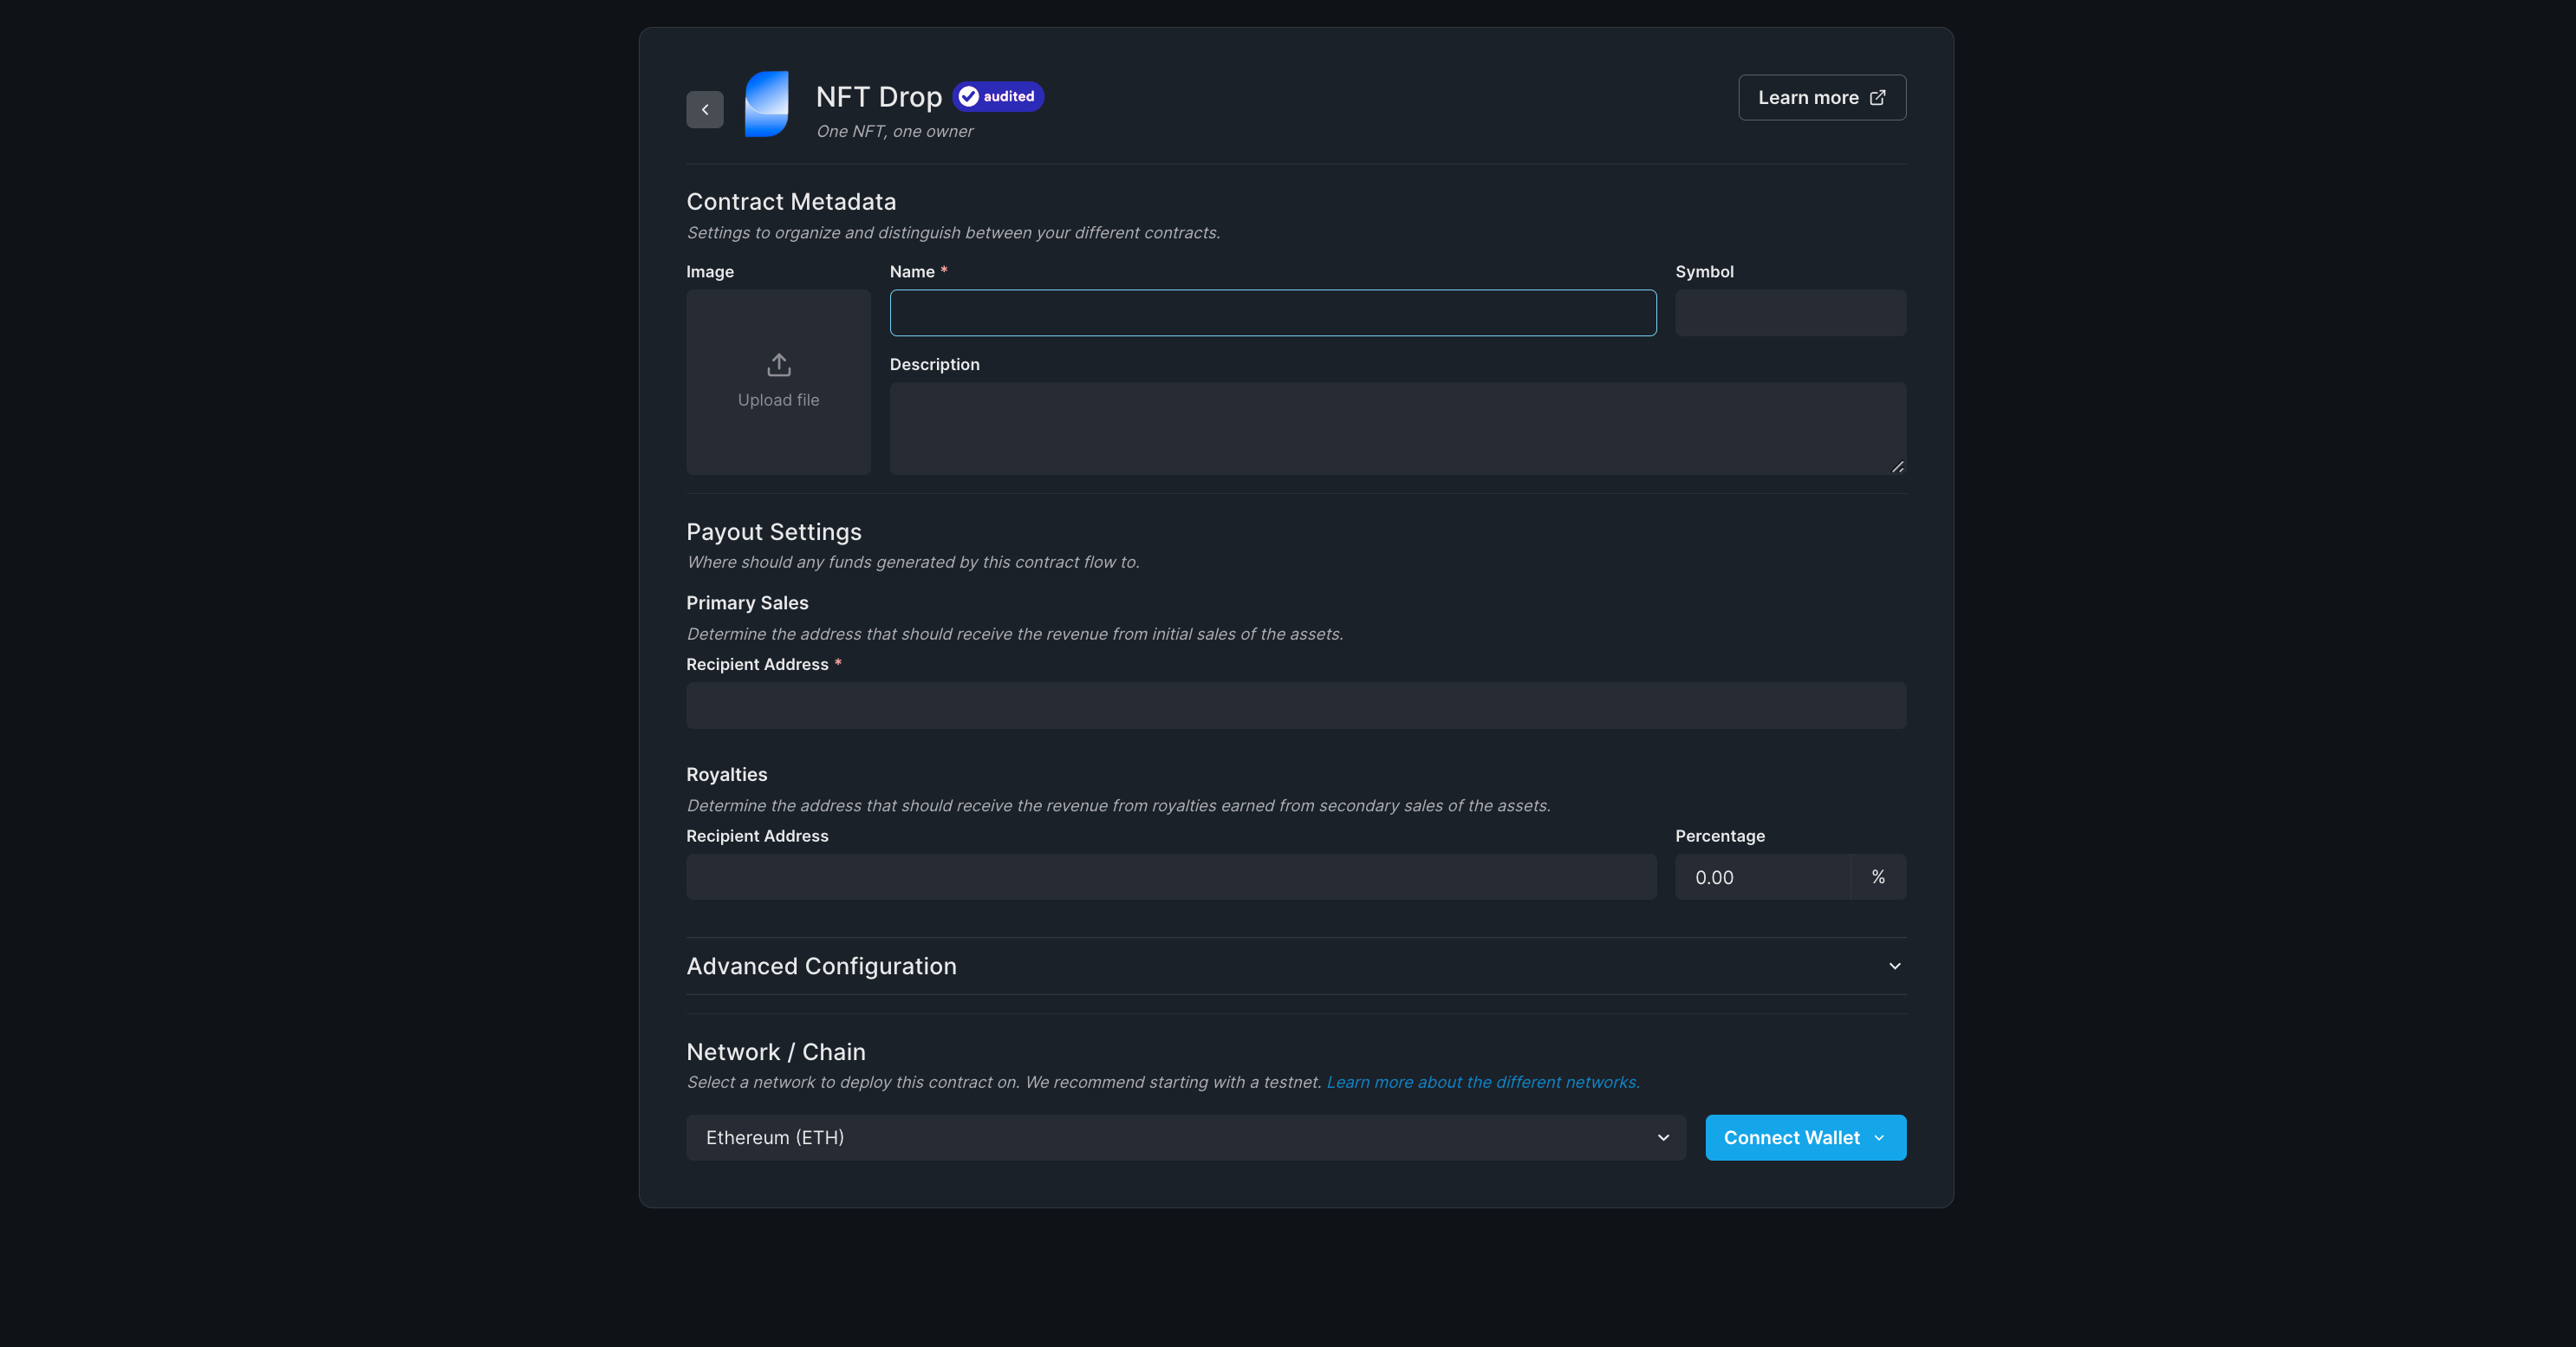 NFT Drop
audited
One NFT, one owner
Learn more
Contract Metadata
Settings to organize and distinguish between your different contracts.
Image
Name *
Symbol
Upload file
Description
Payout Settings
Where should any funds generated by this contract flow to.
Primary Sales
Determine the address that should receive the revenue from initial sales of the assets.
Recipient Address *
Royalties
Determine the address that should receive the revenue from royalties earned from secondary sales of the assets.
Recipient Address
Percentage
0.00
%
Advanced Configuration
Network / Chain
Select a network to deploy this contract on. We recommend starting with a testnet. Learn more about the different networks.
Ethereum (ETH)
Connect Wallet